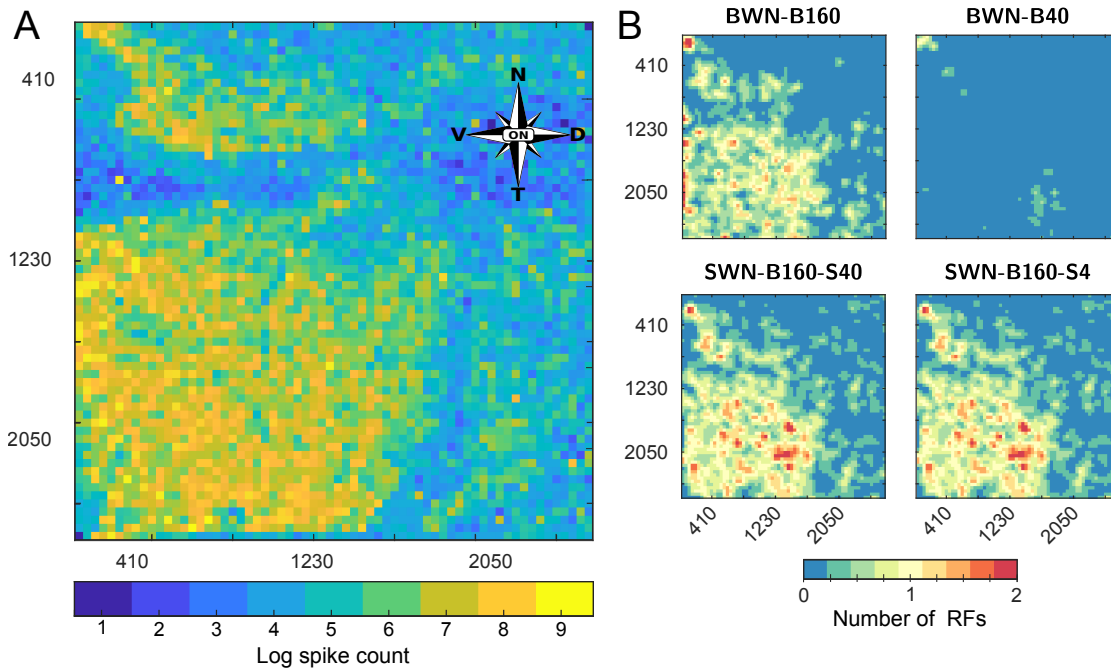 A
410
1230
2050
N
V ON D
T
410 1230 2050
1 2 3 4 5 6 7 8 9
Log spike count
B
BWN-B160 BWN-B40
410
1230
2050
SWN-B160-S40 SWN-B160-S4
410
1230
2050
410 1230 2050 410 1230 2050
0 1 2
Number of RFs